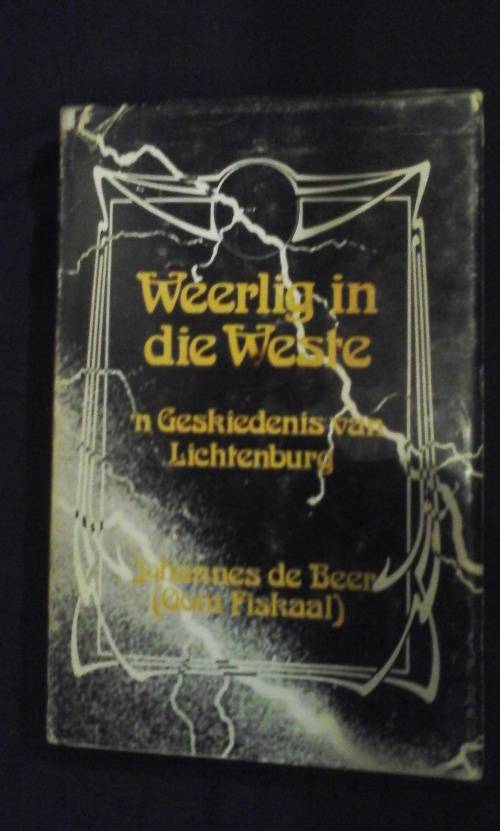 Weerlig in
die Weste
'n Geskiedenis van
Lichtenburg
Johannes de Beer
(Oom Fiskaal)